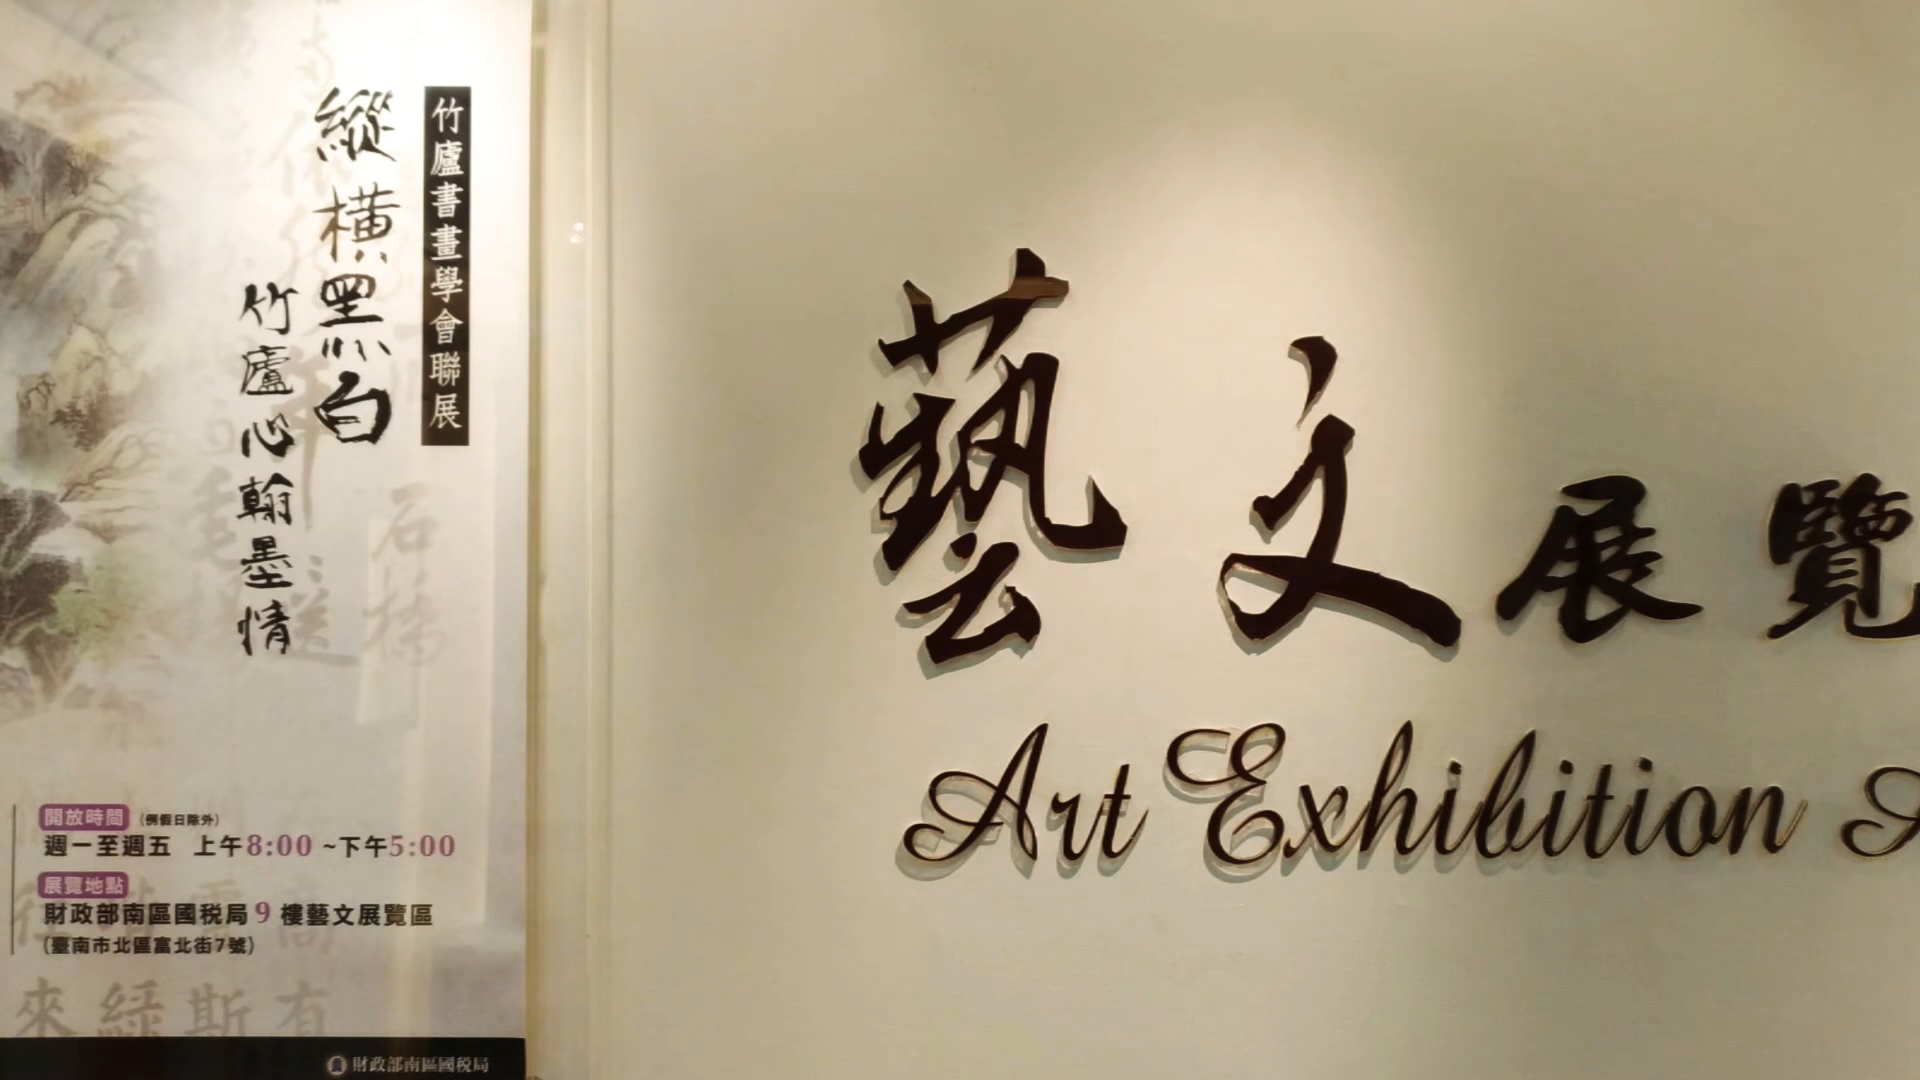 竹廬書畫學會聯展
縱橫黑白
竹廬心翰墨情
石橋
開放時間 (例假日除外)
週一至週五 上午8:00 ~下午5:00
展覽地點
財政部南區國稅局 9 樓藝文展覽區
(臺南市北區富北街7號)
來 綠 斯 有
財政部南區國稅局
藝文展覽
Art Exhibition